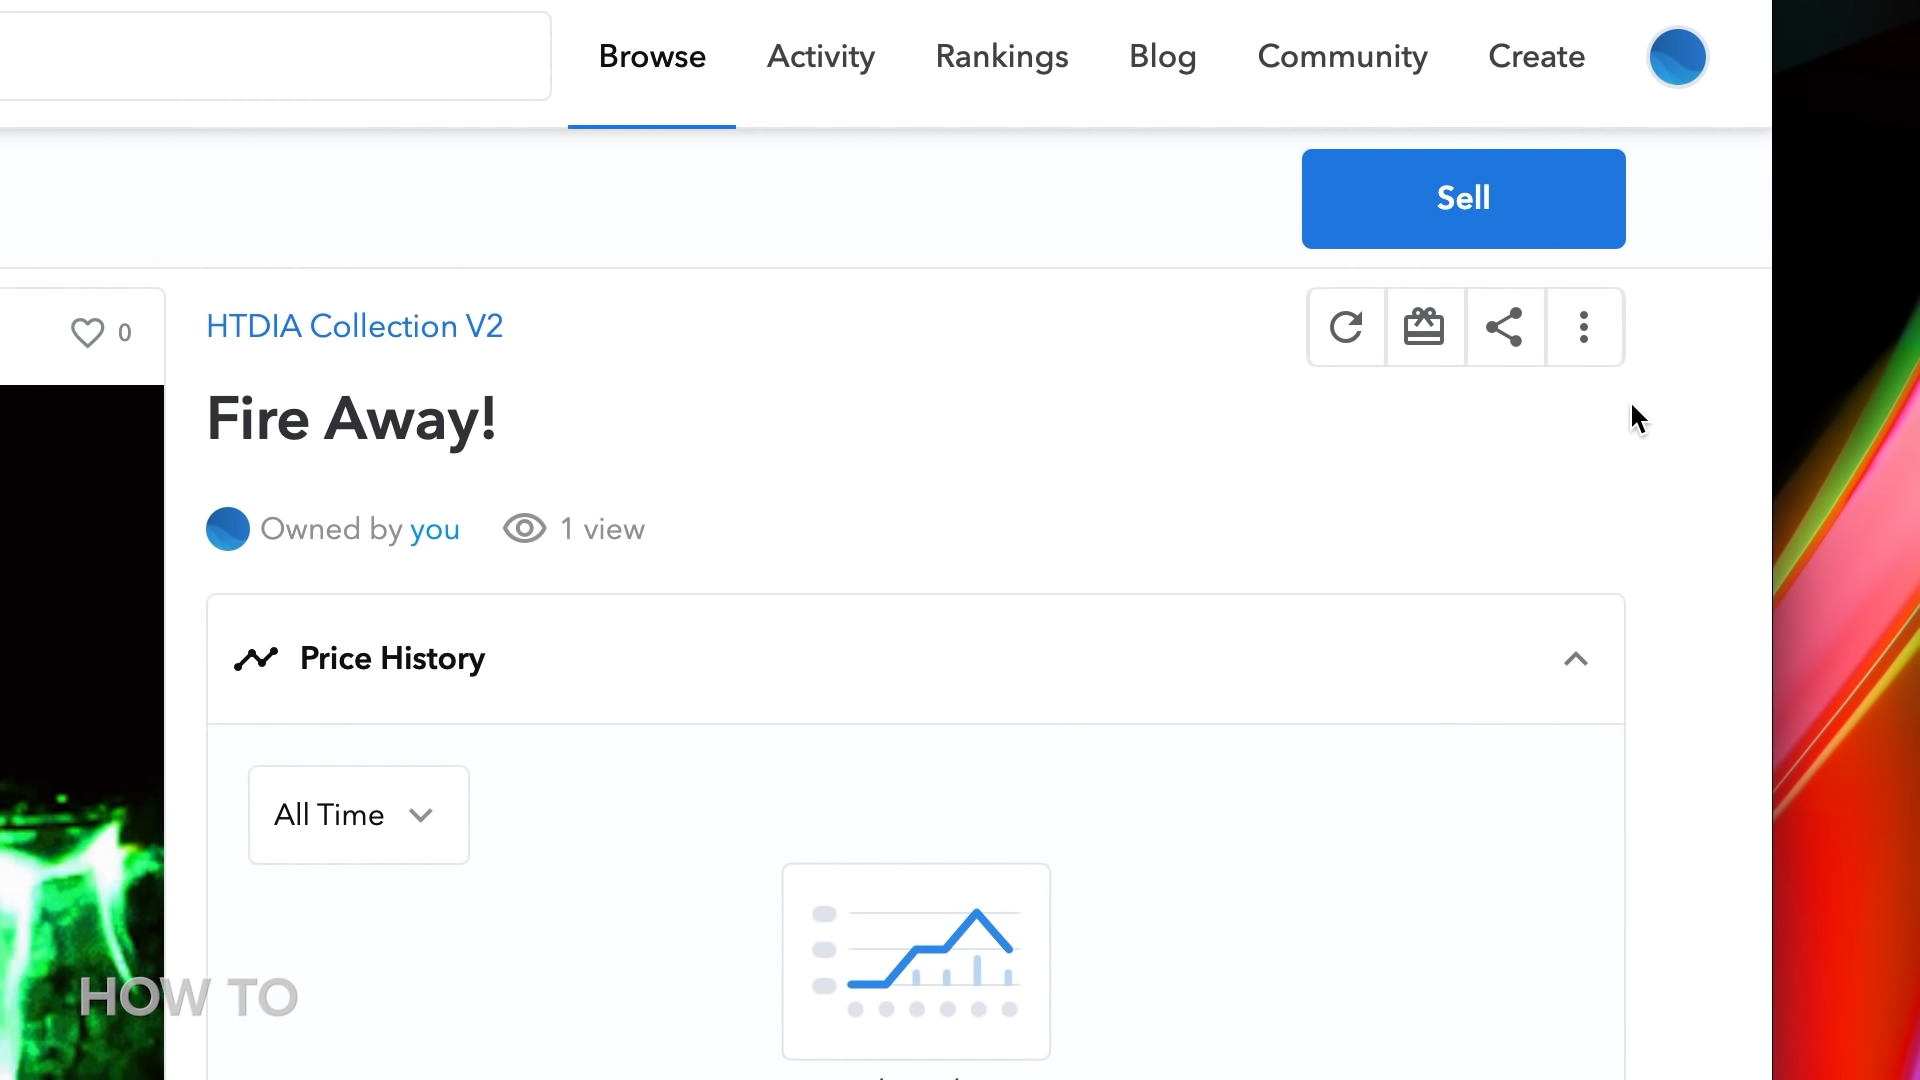 Browse Activity Rankings Blog Community Create
Sell
0
HTDIA Collection V2
Fire Away!
Owned by you 1 view
Price History
All Time
HOW TO